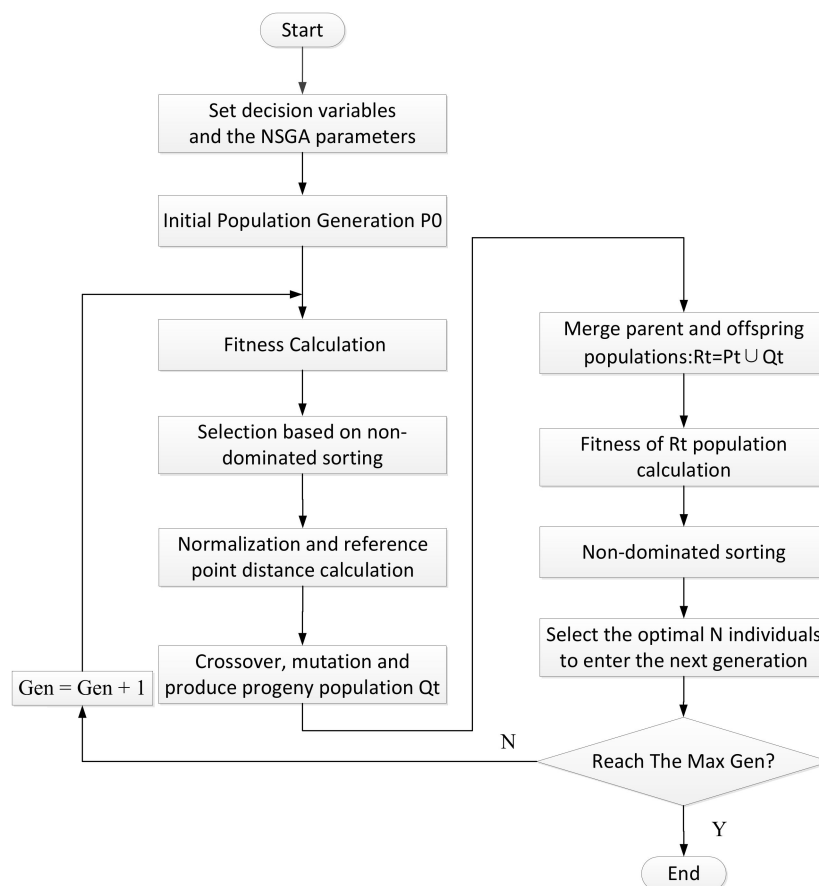 Start
Set decision variables
and the NSGA parameters
Initial Population Generation P0
Fitness Calculation
Selection based on non-
dominated sorting
Normalization and reference
point distance calculation
Crossover, mutation and
produce progeny population Qt
Gen = Gen + 1
Merge parent and offspring
populations:Rt=Pt∪Qt
Fitness of Rt population
calculation
Non-dominated sorting
Select the optimal N individuals
to enter the next generation
Reach The Max Gen?
N
Y
End